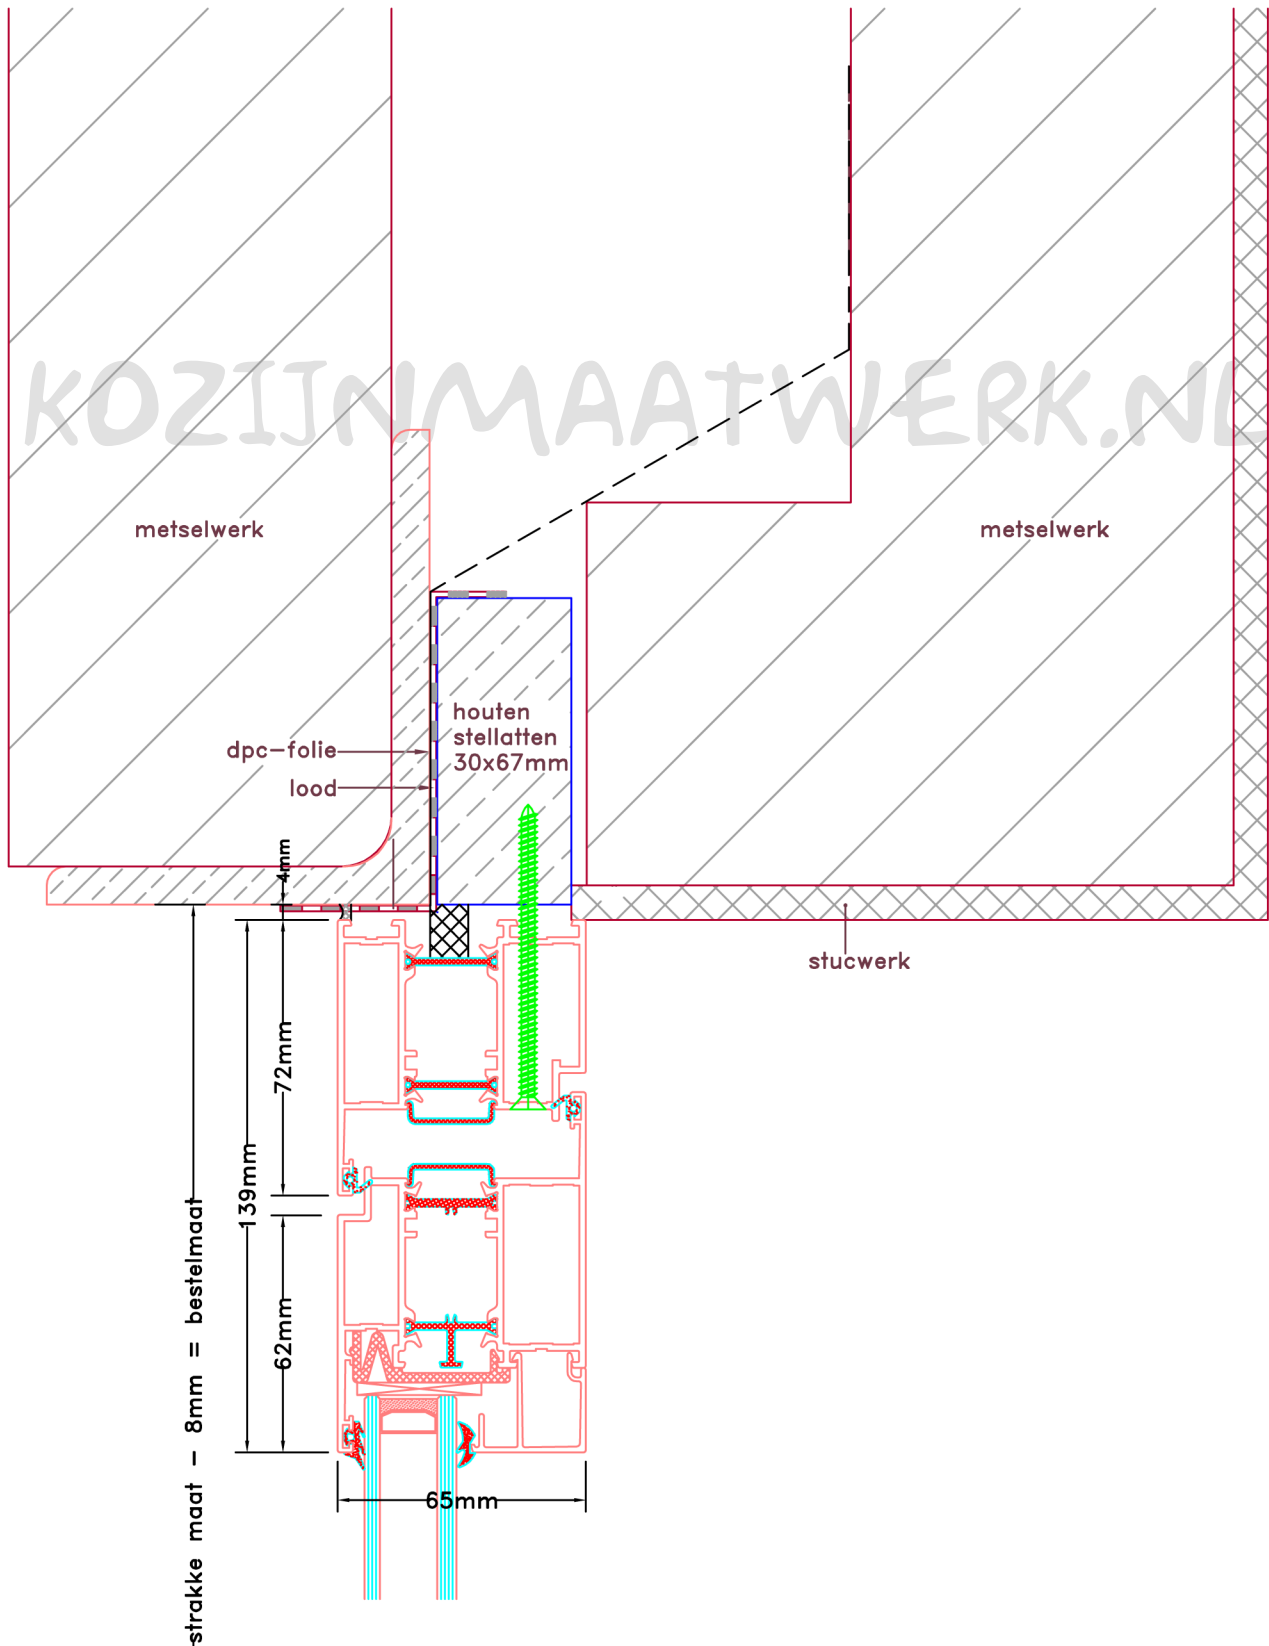 KOZIJNMAATWERK.NL
metselwerk
metselwerk
houten
stellatten
30x67mm
dpc-folie
lood
4mm
stucwerk
72mm
139mm
62mm
65mm
strakke maat - 8mm = bestelmaat